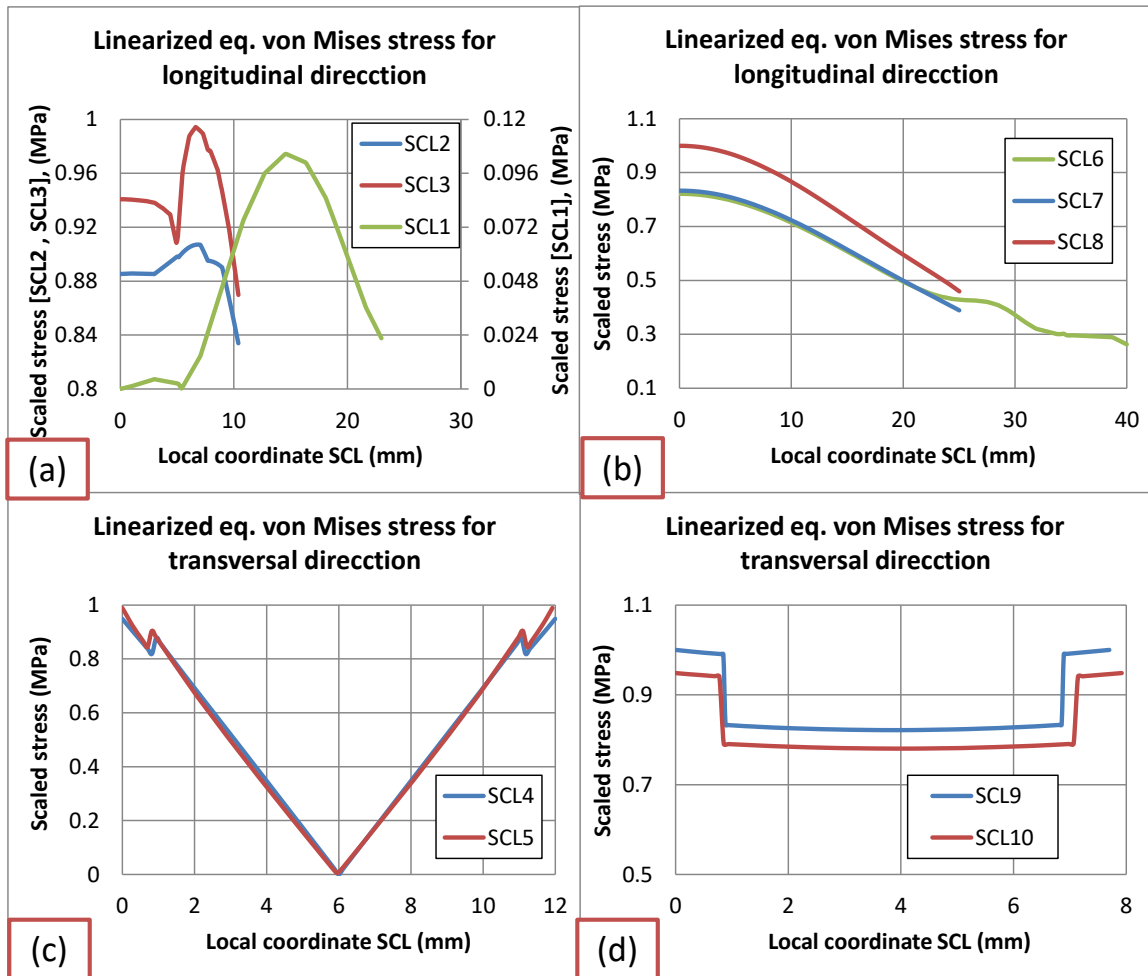 Linearized eq. von Mises stress for
longitudinal direcction
Scaled stress [SCL2 , SCL3], (MPa)
1
0.96
0.92
0.88
0.84
0.8
SCL2
SCL3
SCL1
0.12
0.096
0.072
0.048
0.024
0
Scaled stress [SCL1], (MPa)
0 10 20 30
Local coordinate SCL (mm)
(a)
Linearized eq. von Mises stress for
longitudinal direcction
Scaled stress (MPa)
1.1
0.9
0.7
0.5
0.3
0.1
SCL6
SCL7
SCL8
0 10 20 30 40
Local coordinate SCL (mm)
(b)
Linearized eq. von Mises stress for
transversal direcction
Scaled stress (MPa)
1
0.8
0.6
0.4
0.2
0
SCL4
SCL5
0 2 4 6 8 10 12
Local coordinate SCL (mm)
(c)
Linearized eq. von Mises stress for
transversal direcction
Scaled stress (MPa)
1.1
0.9
0.7
0.5
SCL9
SCL10
0 2 4 6 8
Local coordinate SCL (mm)
(d)